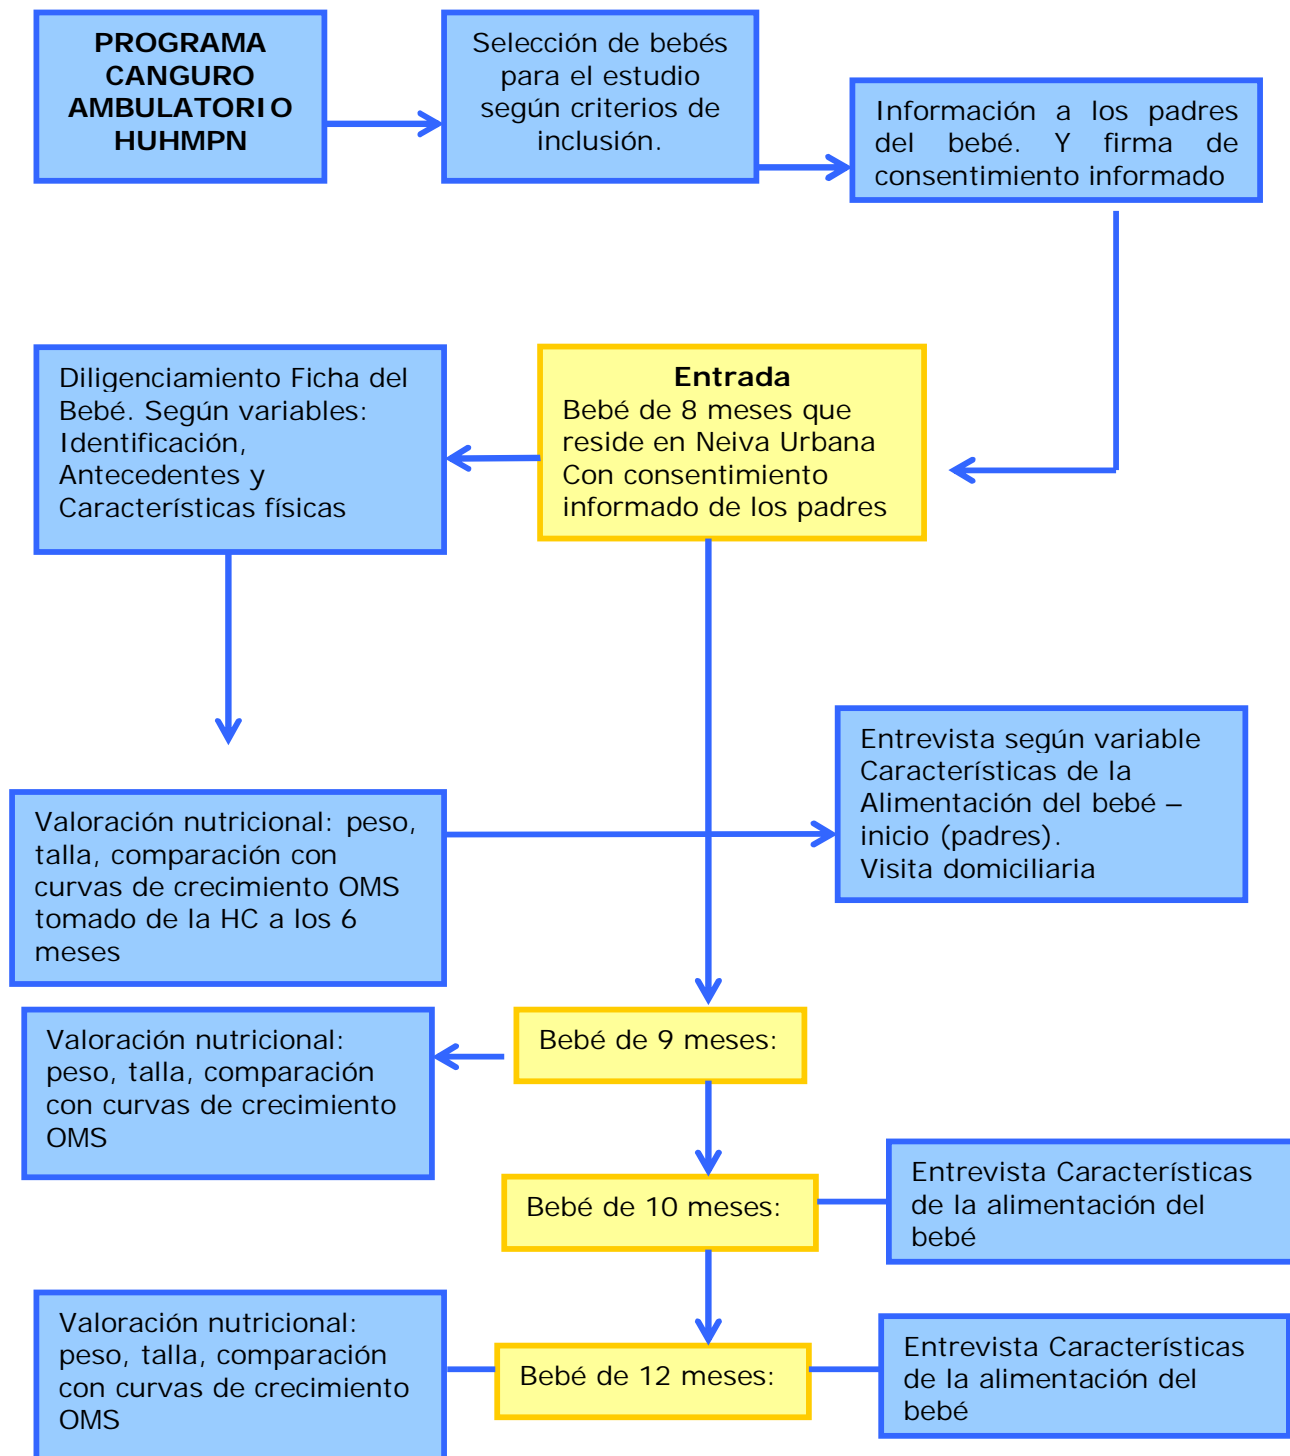 PROGRAMA
CANGURO
AMBULATORIO
HUHMPN
Selección de bebés
para el estudio
según criterios de
inclusión.
Información a los padres
del bebé. Y firma de
consentimiento informado
Entrada
Bebé de 8 meses que
reside en Neiva Urbana
Con consentimiento
informado de los padres
Diligenciamiento Ficha del
Bebé. Según variables:
Identificación,
Antecedentes y
Características físicas
Valoración nutricional: peso,
talla, comparación con
curvas de crecimiento OMS
tomado de la HC a los 6
meses
Entrevista según variable
Características de la
Alimentación del bebé –
inicio (padres).
Visita domiciliaria
Bebé de 9 meses:
Valoración nutricional:
peso, talla, comparación
con curvas de crecimiento
OMS
Bebé de 10 meses:
Entrevista Características
de la alimentación del
bebé
Bebé de 12 meses:
Valoración nutricional:
peso, talla, comparación
con curvas de crecimiento
OMS
Entrevista Características
de la alimentación del
bebé